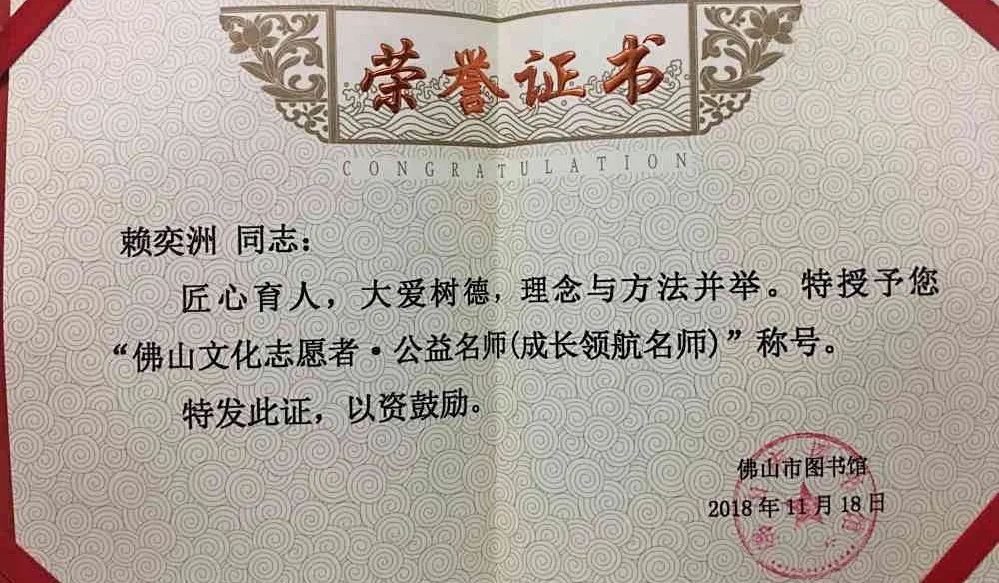 荣誉证书
CONGRATULATION
赖奕洲 同志：
匠心育人，大爱树德，理念与方法并举。特授予您
“佛山文化志愿者·公益名师(成长领航名师)”称号。
特发此证，以资鼓励。
佛山市图书馆
2018年11月18日